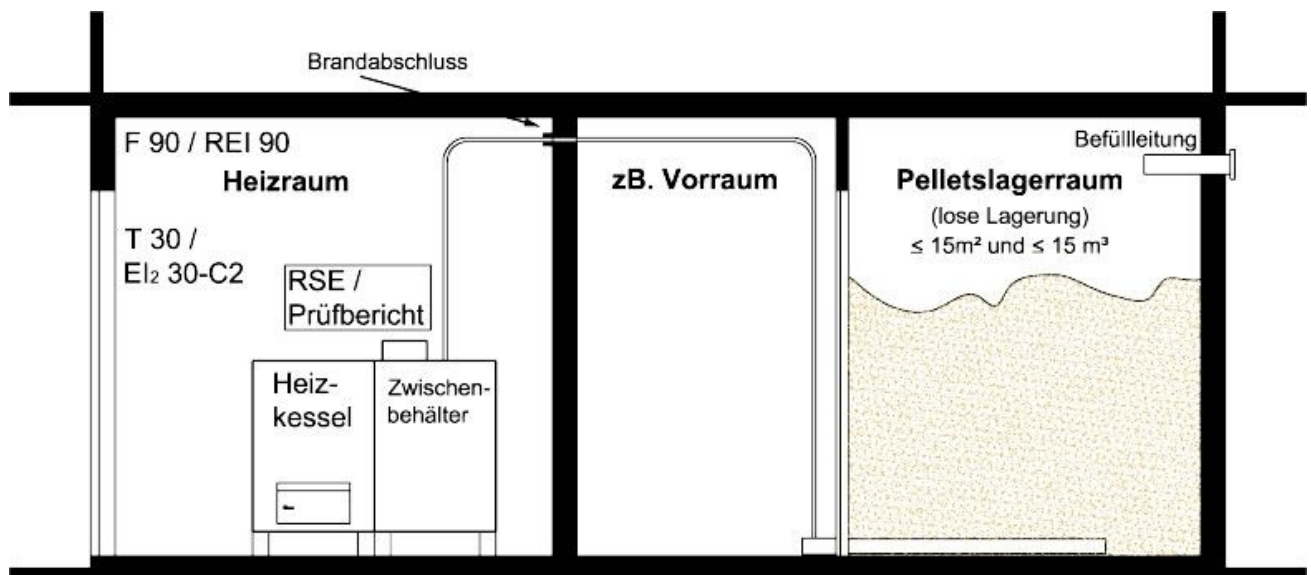 Brandabschluss
F 90 / REI 90
Heizraum
T 30 /
EI₂ 30-C2
RSE /
Prüfbericht
Heiz-
kessel
Zwischen-
behälter
zB. Vorraum
Befüllleitung
Pelletslagerraum
(lose Lagerung)
≤ 15m² und ≤ 15 m³